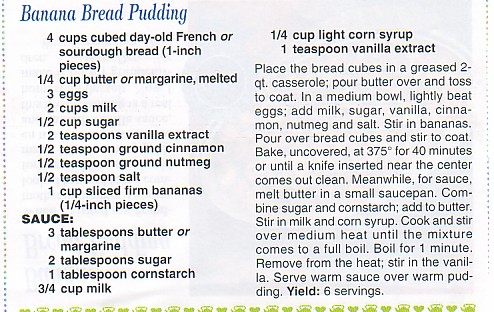 Banana Bread Pudding
4 cups cubed day-old French or
sourdough bread (1-inch
pieces)
1/4 cup butter or margarine, melted
3 eggs
2 cups milk
1/2 cup sugar
2 teaspoons vanilla extract
1/2 teaspoon ground cinnamon
1/2 teaspoon ground nutmeg
1/2 teaspoon salt
1 cup sliced firm bananas
(1/4-inch pieces)
SAUCE:
3 tablespoons butter or
margarine
2 tablespoons sugar
1 tablespoon cornstarch
3/4 cup milk
1/4 cup light corn syrup
1 teaspoon vanilla extract
Place the bread cubes in a greased 2-
qt. casserole; pour butter over and toss
to coat. In a medium bowl, lightly beat
eggs; add milk, sugar, vanilla, cinna-
mon, nutmeg and salt. Stir in bananas.
Pour over bread cubes and stir to coat.
Bake, uncovered, at 375° for 40 minutes
or until a knife inserted near the center
comes out clean. Meanwhile, for sauce,
melt butter in a small saucepan. Com-
bine sugar and cornstarch; add to butter.
Stir in milk and corn syrup. Cook and stir
over medium heat until the mixture
comes to a full boil. Boil for 1 minute.
Remove from the heat; stir in the vanil-
la. Serve warm sauce over warm pud-
ding. Yield: 6 servings.